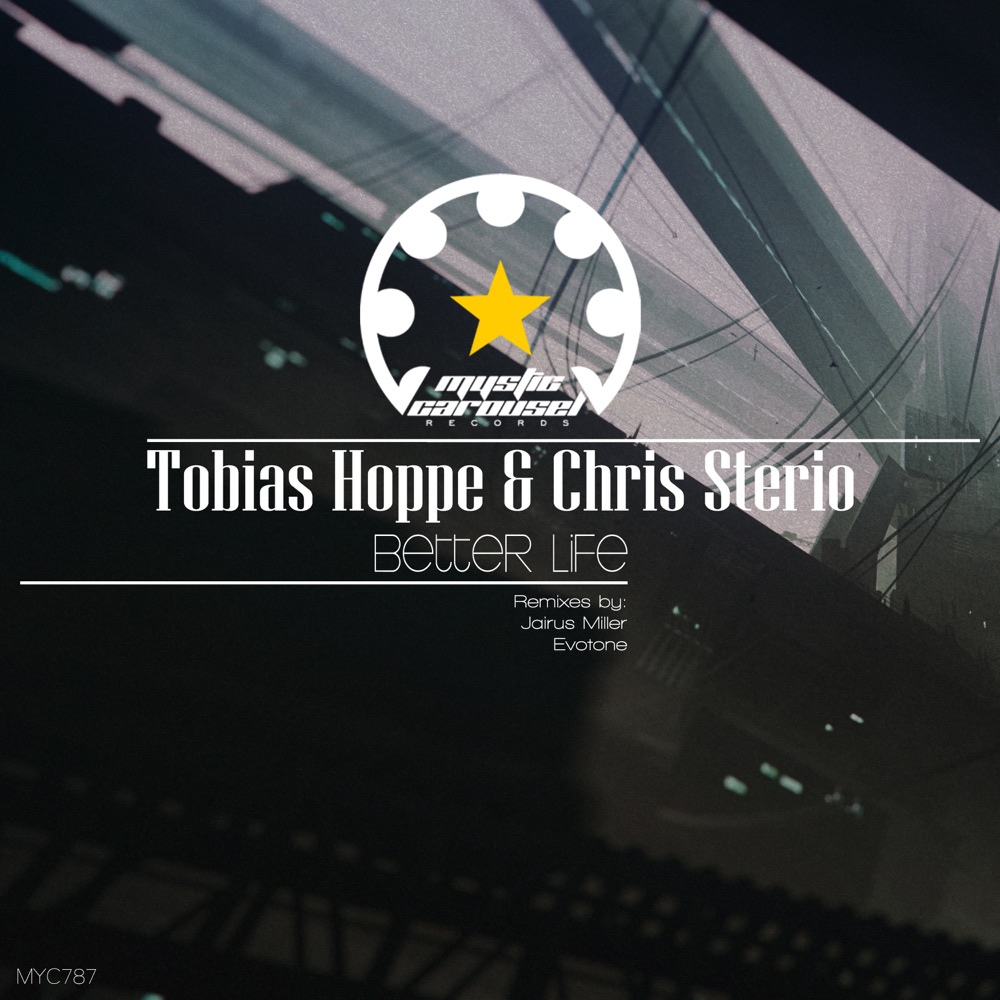 mystic
carousel
RECORDS
Tobias Hoppe & Chris Sterio
Better Life
Remixes by:
Jairus Miller
Evotone
MYC787